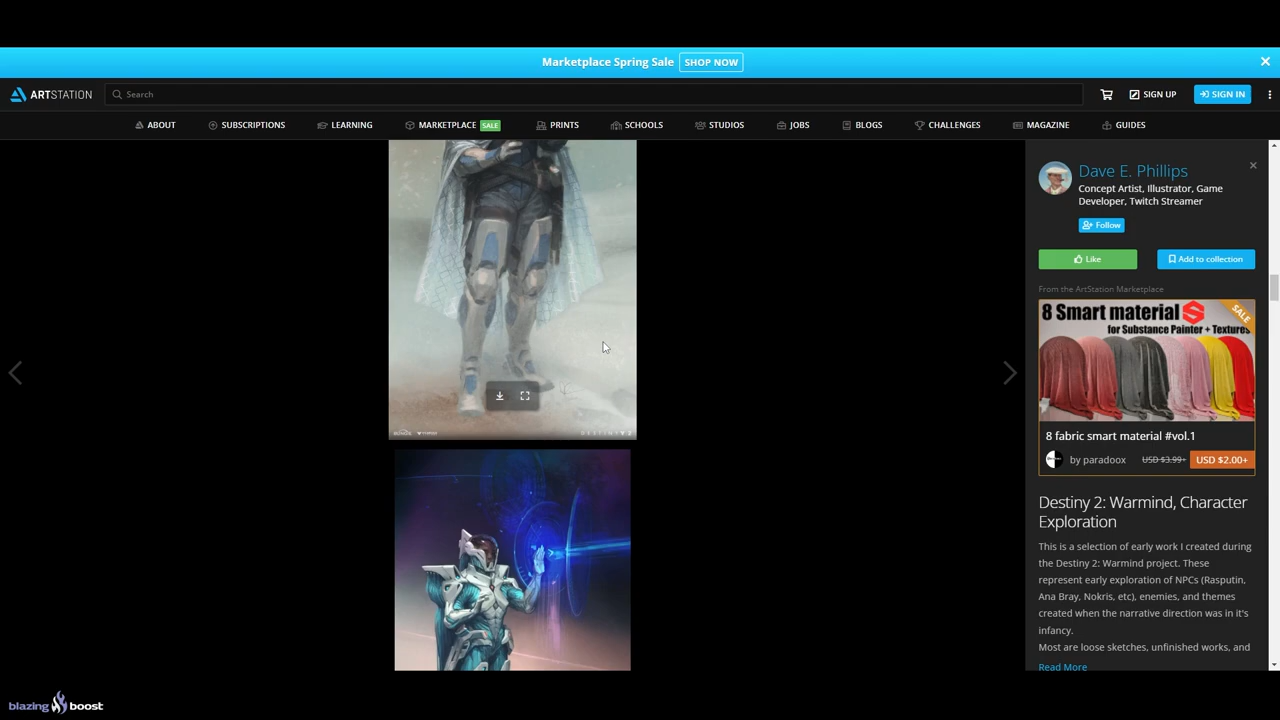 Marketplace Spring Sale SHOP NOW
ARTSTATION Search SIGN UP SIGN IN
ABOUT SUBSCRIPTIONS LEARNING MARKETPLACE SALE PRINTS SCHOOLS STUDIOS JOBS BLOGS CHALLENGES MAGAZINE GUIDES
Dave E. Phillips
Concept Artist, Illustrator, Game
Developer, Twitch Streamer
Follow
Like Add to collection
From the ArtStation Marketplace
8 Smart material SALE
for Substance Painter + Textures
8 fabric smart material #vol.1
by paradoox USD $3.99+ USD $2.00+
Destiny 2: Warmind, Character
Exploration
This is a selection of early work I created during
the Destiny 2: Warmind project. These
represent early exploration of NPCs (Rasputin,
Ana Bray, Nokris, etc), enemies, and themes
created when the narrative direction was in it's
infancy.
Most are loose sketches, unfinished works, and
Read More
DESTINY 2
blazing boost